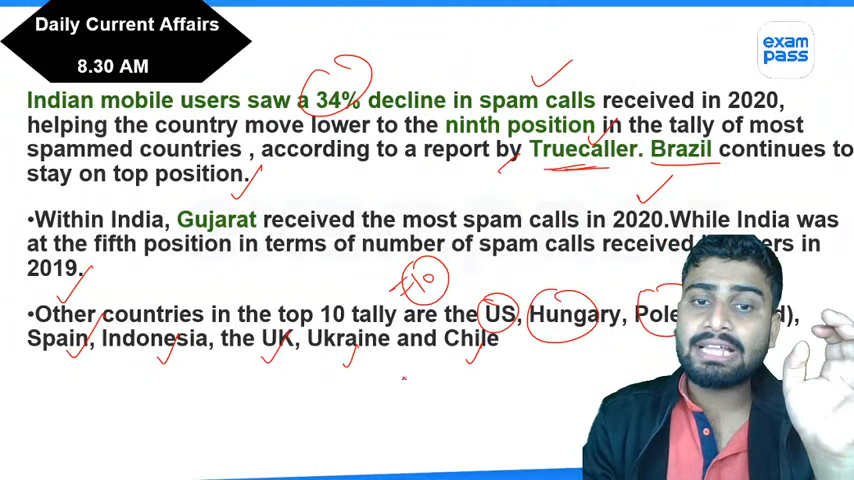 Daily Current Affairs
8.30 AM
exam
pass
Indian mobile users saw a 34% decline in spam calls received in 2020,
helping the country move lower to the ninth position in the tally of most
spammed countries , according to a report by Truecaller. Brazil continues to
stay on top position.
•Within India, Gujarat received the most spam calls in 2020.While India was
at the fifth position in terms of number of spam calls received in
2019.
10
•Other countries in the top 10 tally are the US, Hungary,
Spain, Indonesia, the UK, Ukraine and Chile